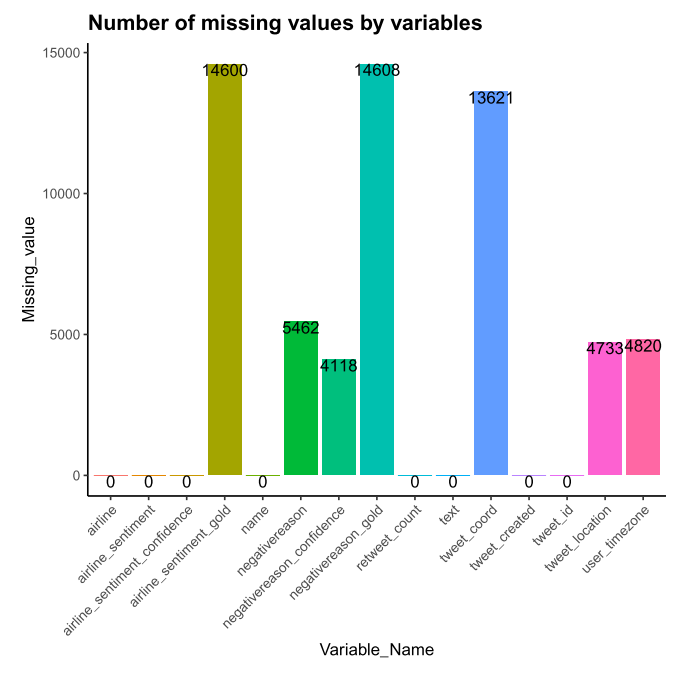 Number of missing values by variables
Missing_value
15000
10000
5000
0
0
0
0
14600
0
5462
4118
14608
0
0
13621
0
0
4733
4820
airline
airline_sentiment
airline_sentiment_confidence
airline_sentiment_gold
name
negativereason
negativereason_confidence
negativereason_gold
retweet_count
text
tweet_coord
tweet_created
tweet_id
tweet_location
user_timezone
Variable_Name